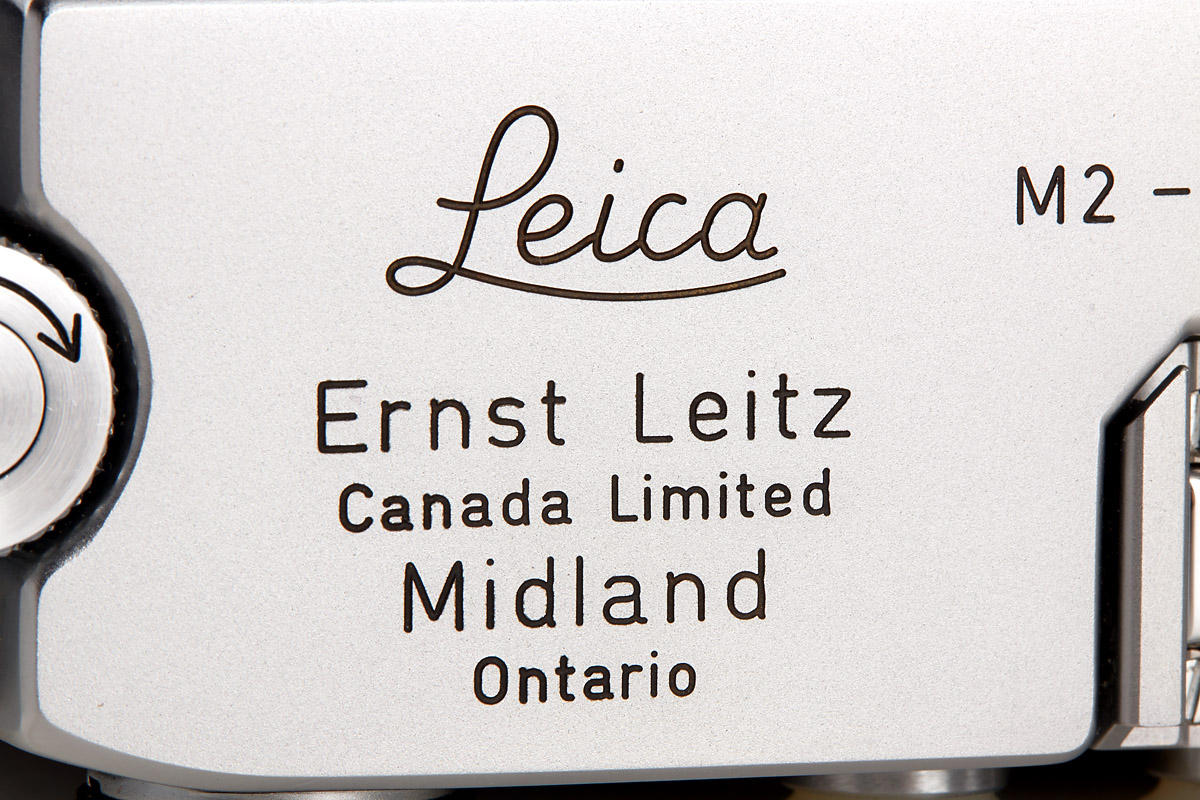 Leica
M2 –
Ernst Leitz
Canada Limited
Midland
Ontario